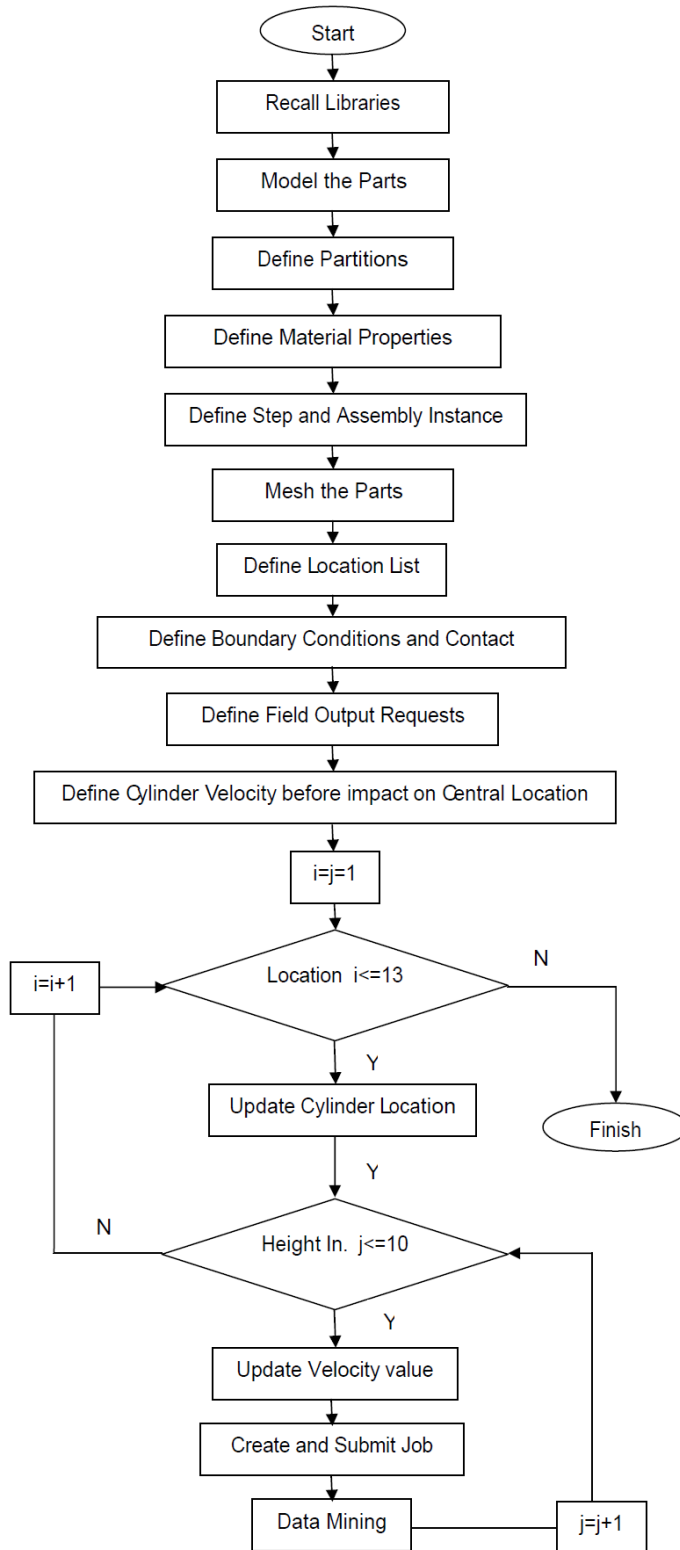 Start
Recall Libraries
Model the Parts
Define Partitions
Define Material Properties
Define Step and Assembly Instance
Mesh the Parts
Define Location List
Define Boundary Conditions and Contact
Define Field Output Requests
Define Cylinder Velocity before impact on Central Location
i=j=1
i=i+1
Location i<=13
N
Y
Update Cylinder Location
Finish
Y
N
Height In. j<=10
Y
Update Velocity value
Create and Submit Job
Data Mining
j=j+1